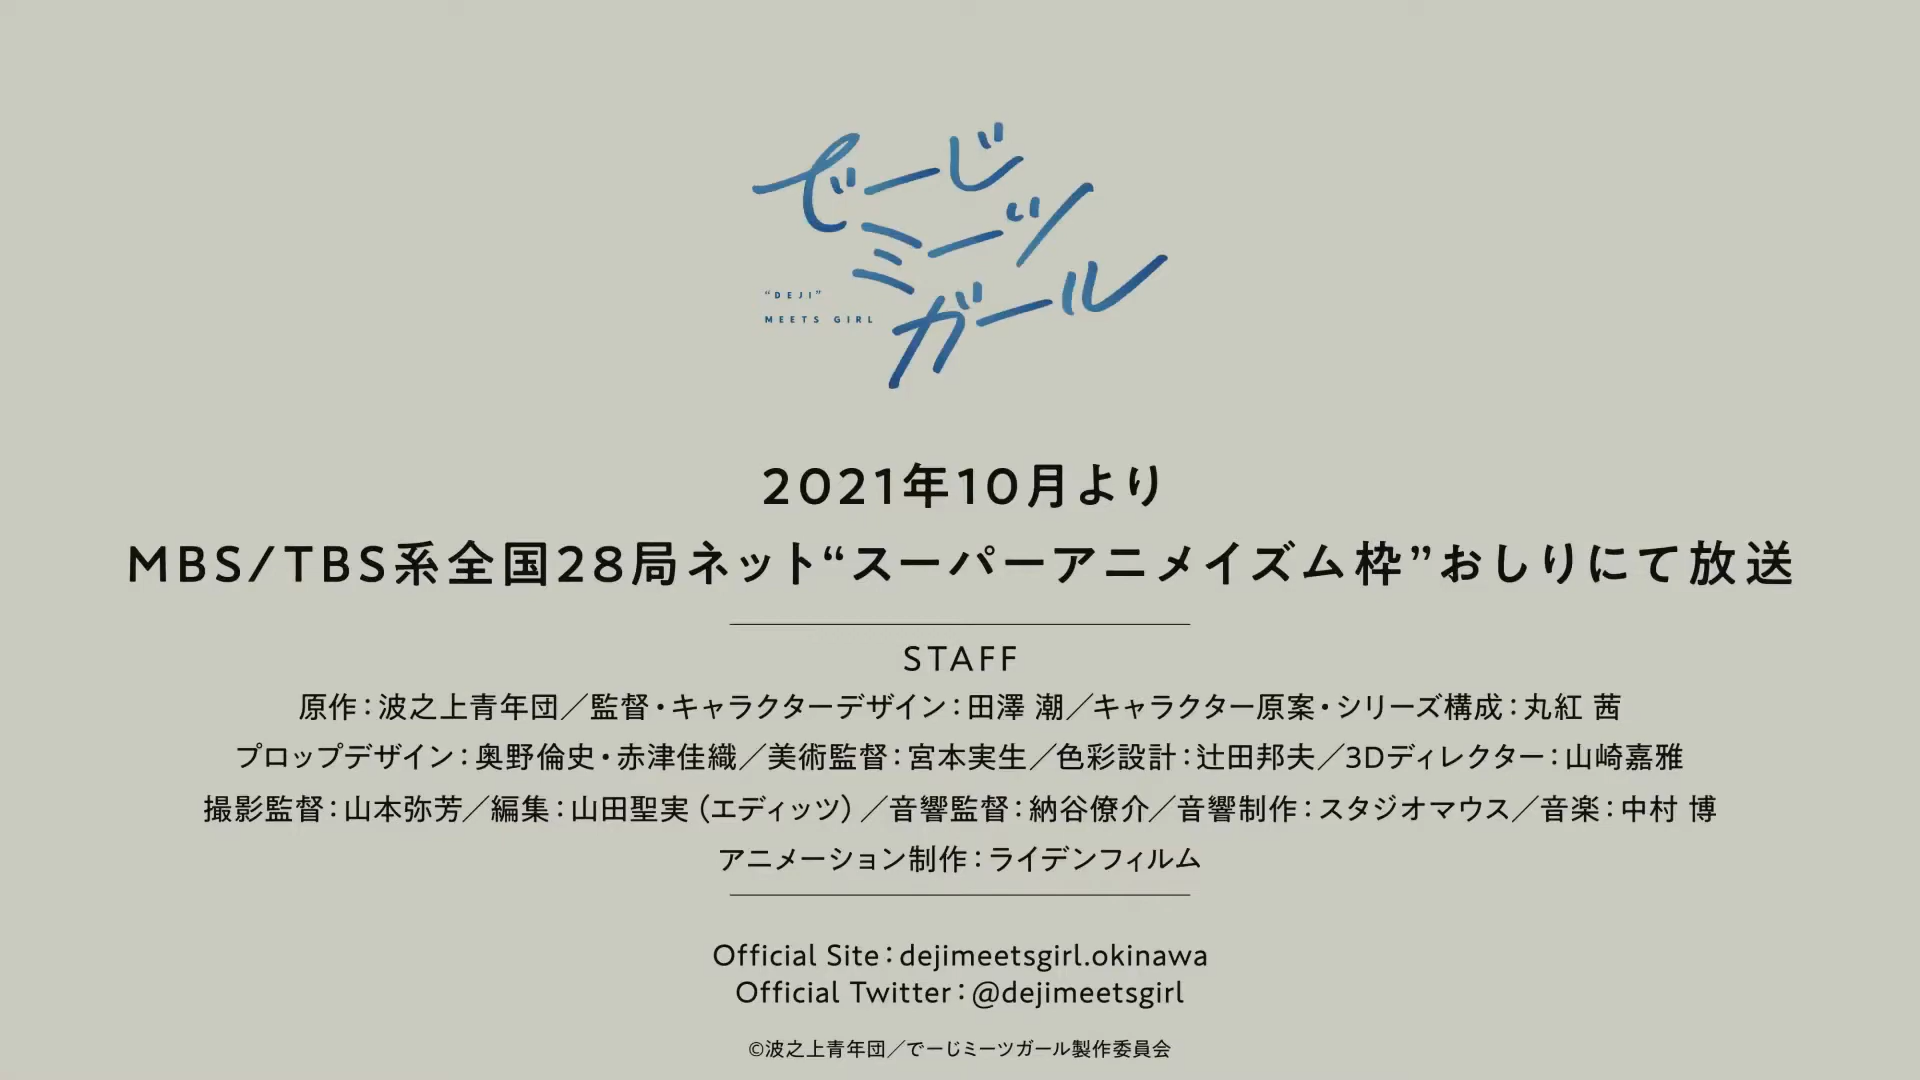 でーじ
ミーツ
ガール
“DEJI”
MEETS GIRL
2021年10月より
MBS/TBS系全国28局ネット“スーパーアニメイズム枠”おしりにて放送
STAFF
原作：波之上青年団／監督・キャラクターデザイン：田澤 潮／キャラクター原案・シリーズ構成：丸紅 茜
プロップデザイン：奥野倫史・赤津佳織／美術監督：宮本実生／色彩設計：辻田邦夫／3Dディレクター：山崎嘉雅
撮影監督：山本弥芳／編集：山田聖実（エディッツ）／音響監督：納谷僚介／音響制作：スタジオマウス／音楽：中村 博
アニメーション制作：ライデンフィルム
Official Site：dejimeetsgirl.okinawa
Official Twitter：@dejimeetsgirl
©波之上青年団／でーじミーツガール製作委員会